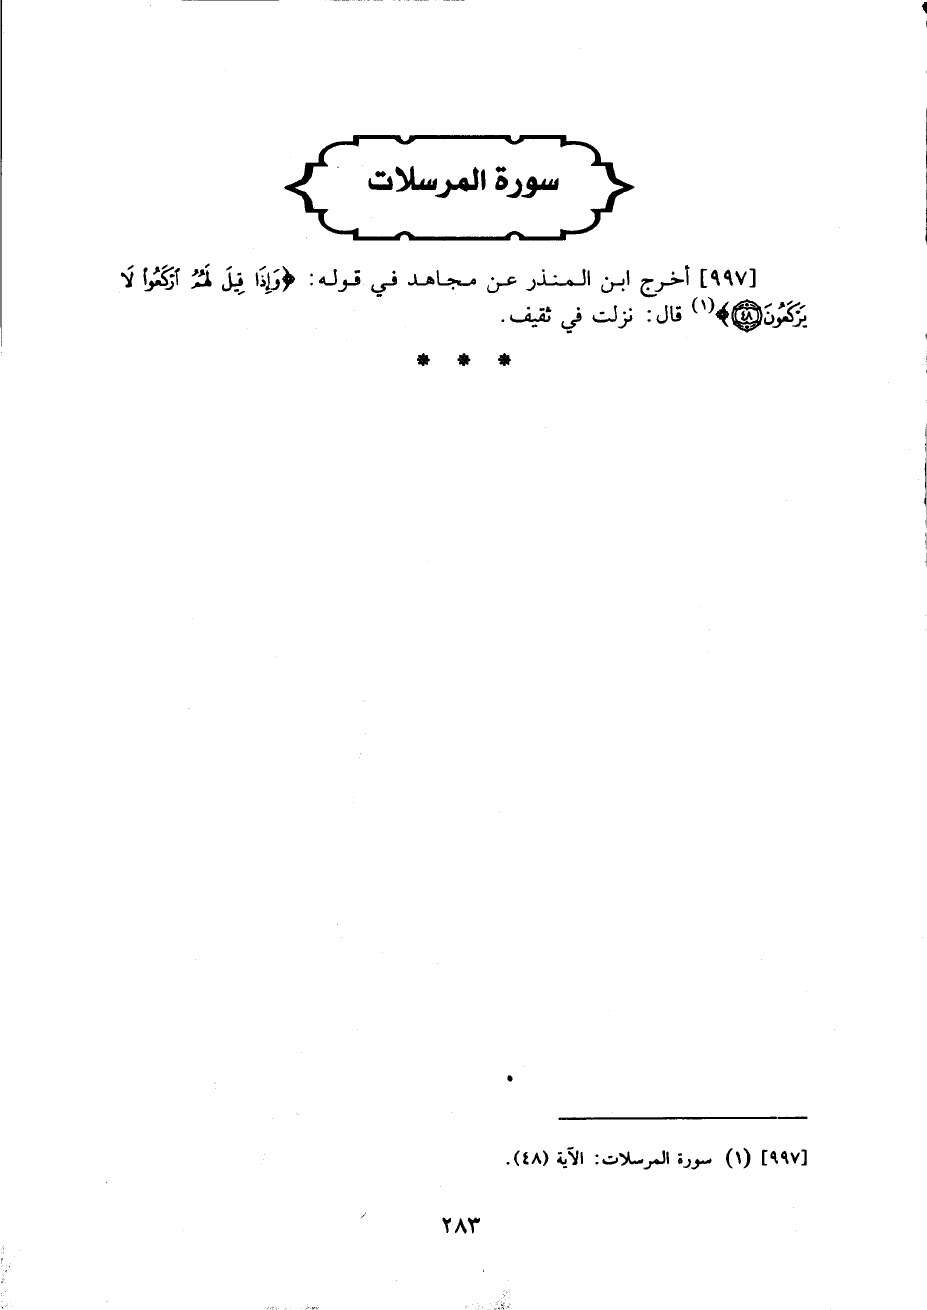 سورة المرسلات
[٩٩٧] أخرج ابن المنذر عن مجاهد في قوله: ﴿وَإِذَا قِيلَ لَهُمُ ٱرْكَعُوا۟ لَا
يَرْكَعُونَ ٤٨﴾(١) قال: نزلت في ثقيف.
* * *
[٩٩٧] (١) سورة المرسلات: الآية (٤٨).
٢٨٣